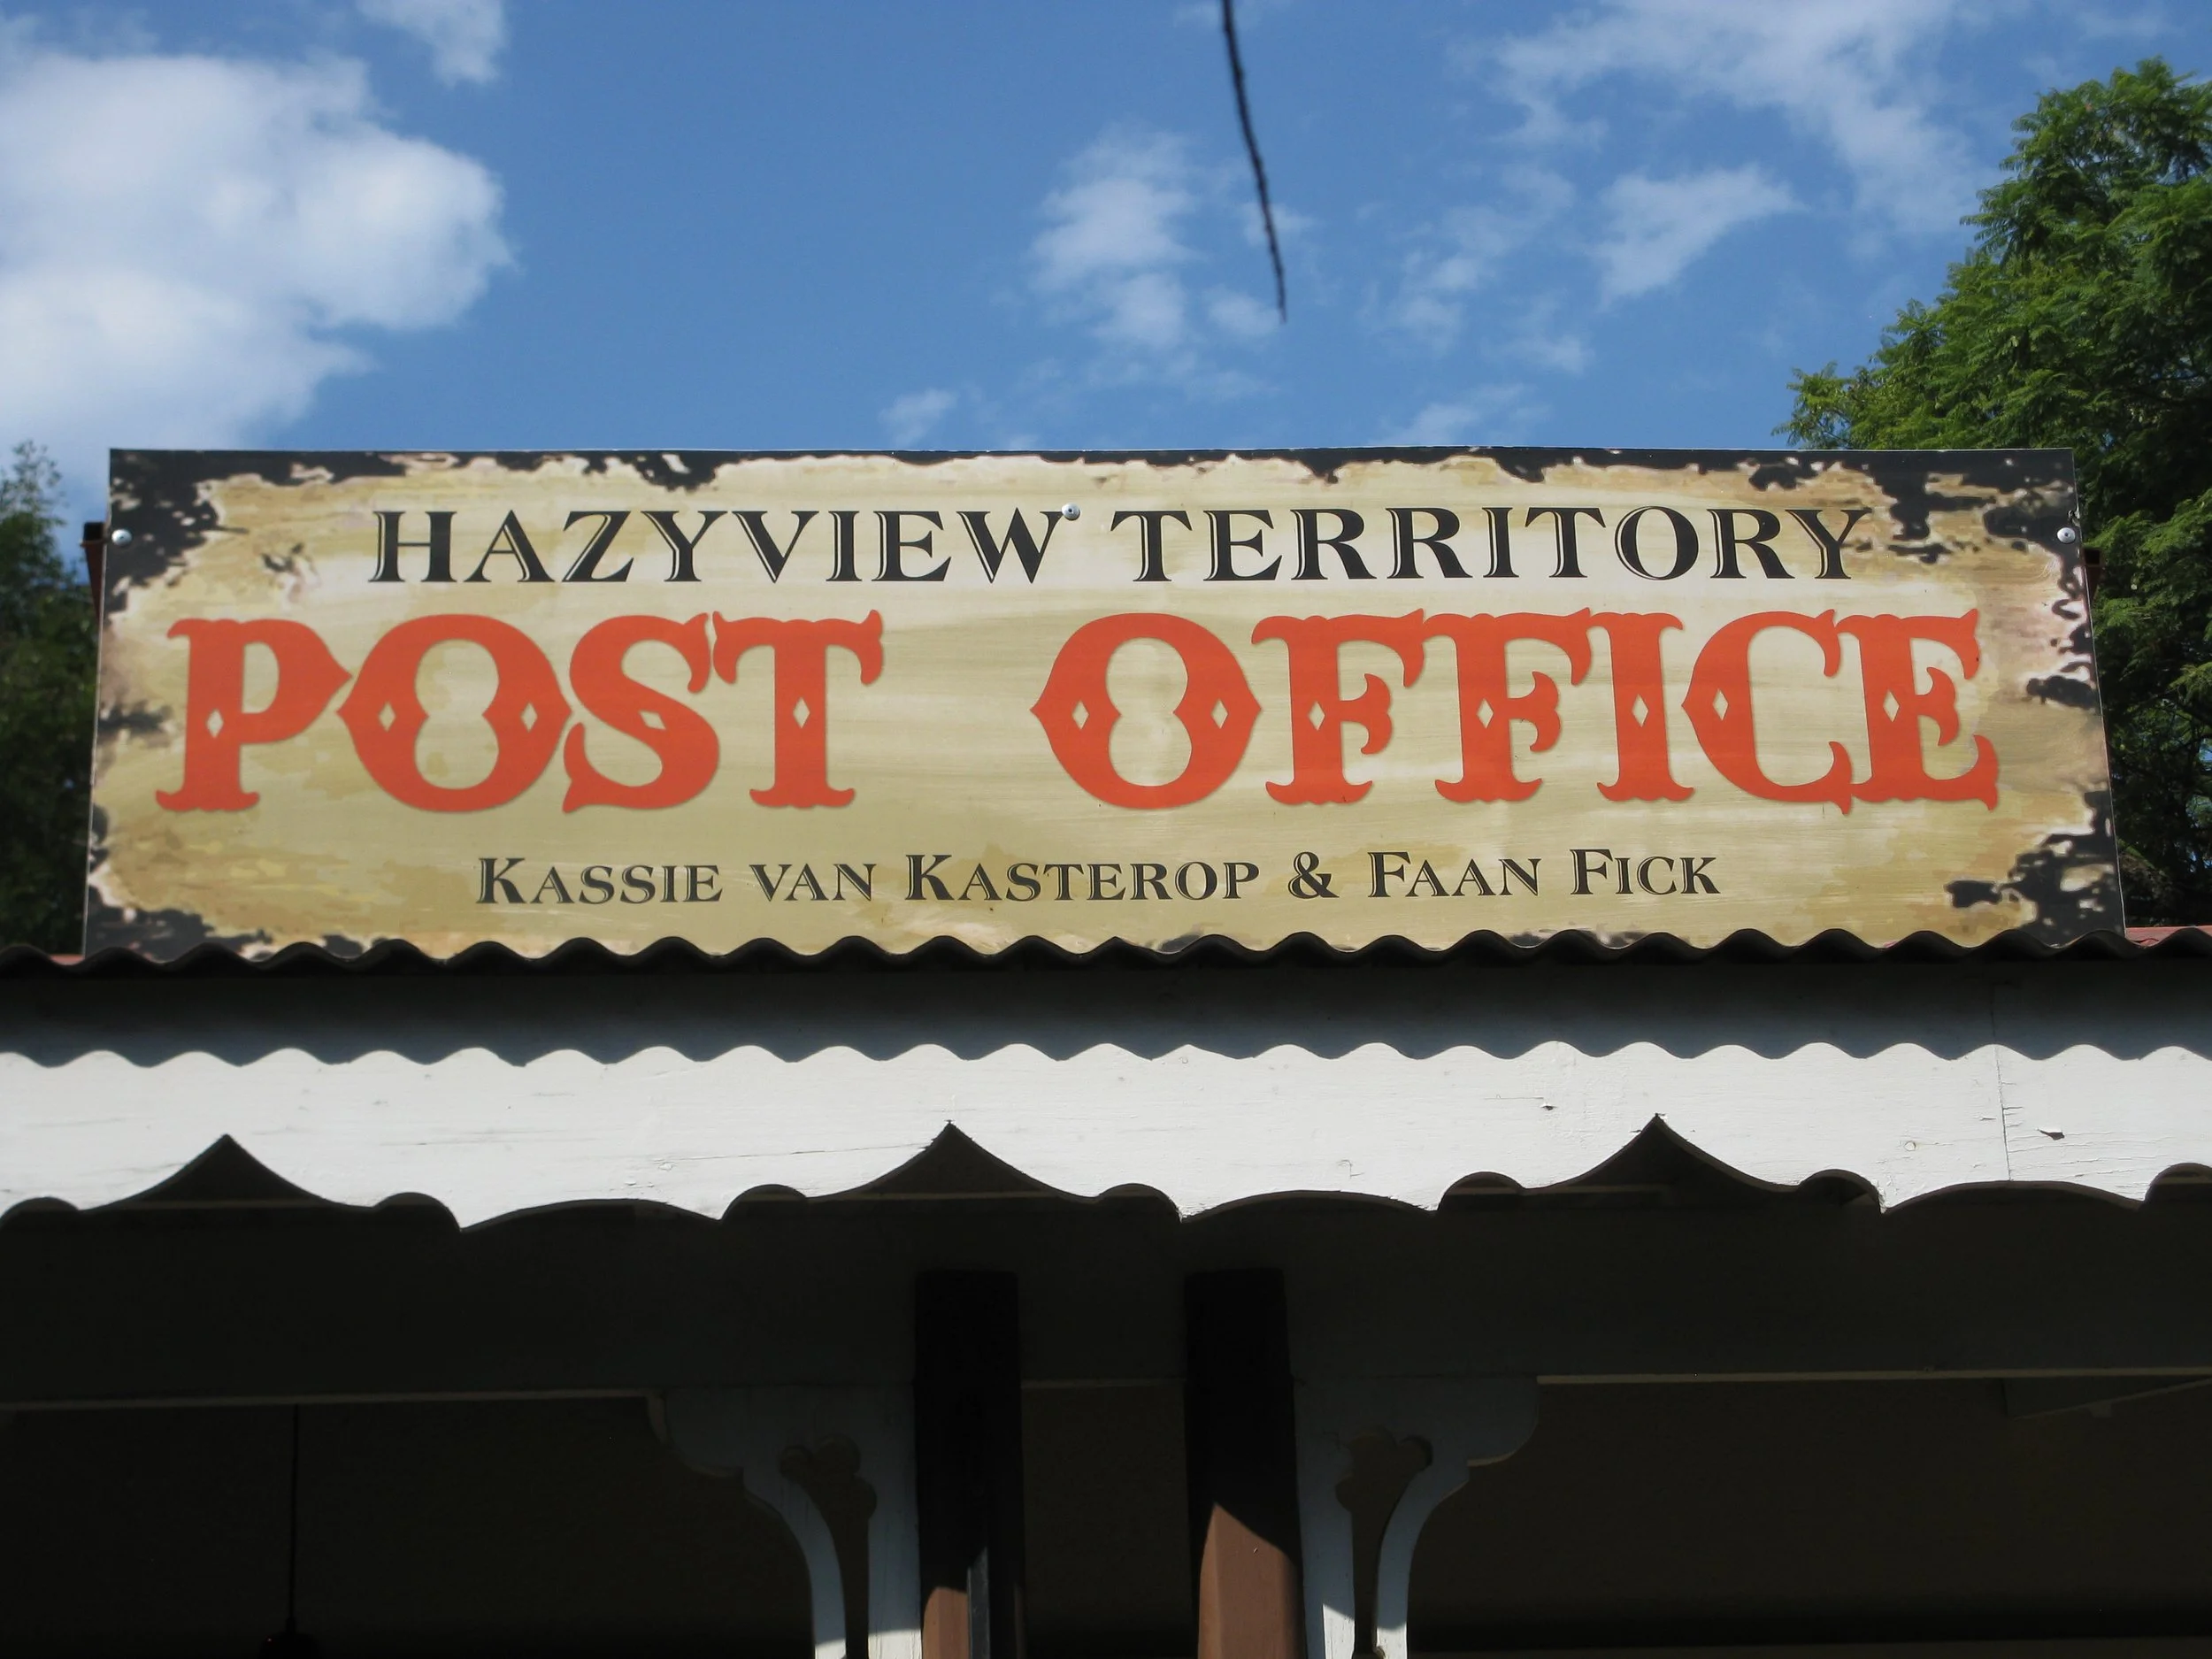 HAZYVIEW TERRITORY
POST OFFICE
KASSIE VAN KASTEROP & FAAN FICK